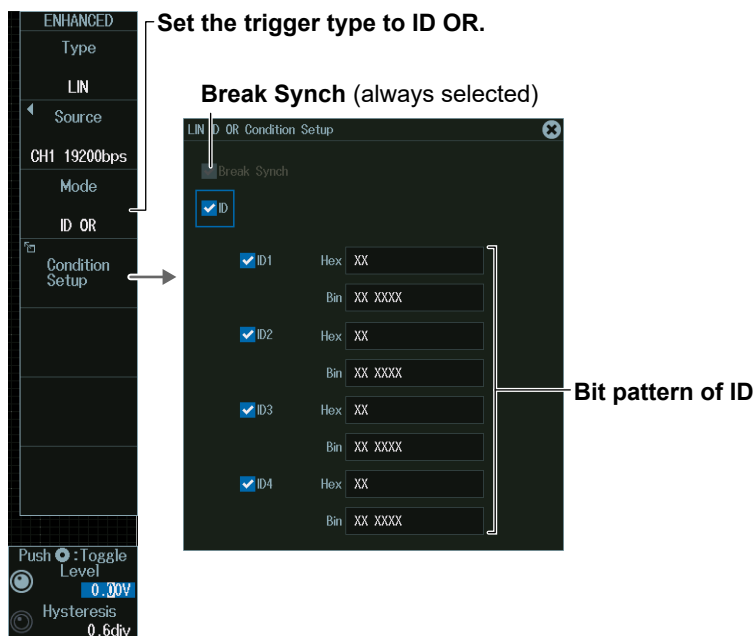 ENHANCED
Type
LIN
Source
CH1 19200bps
Mode
ID OR
Condition
Setup
Push :Toggle
Level
0.00V
Hysteresis
0.6div
Set the trigger type to ID OR.
Break Synch (always selected)
LIN ID OR Condition Setup
Break Synch
ID
ID1 Hex XX
Bin XX XXXX
ID2 Hex XX
Bin XX XXXX
ID3 Hex XX
Bin XX XXXX
ID4 Hex XX
Bin XX XXXX
Bit pattern of ID